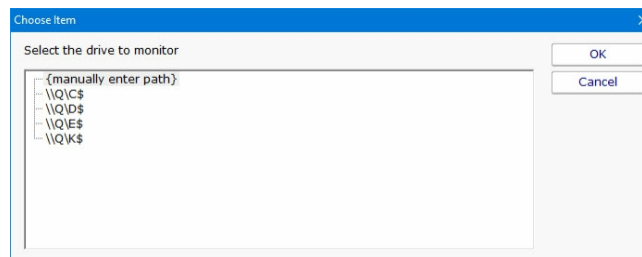 Choose Item
Select the drive to monitor
OK
{manually enter path}
Cancel
\\Q\C$
\\Q\D$
\\Q\E$
\\Q\K$